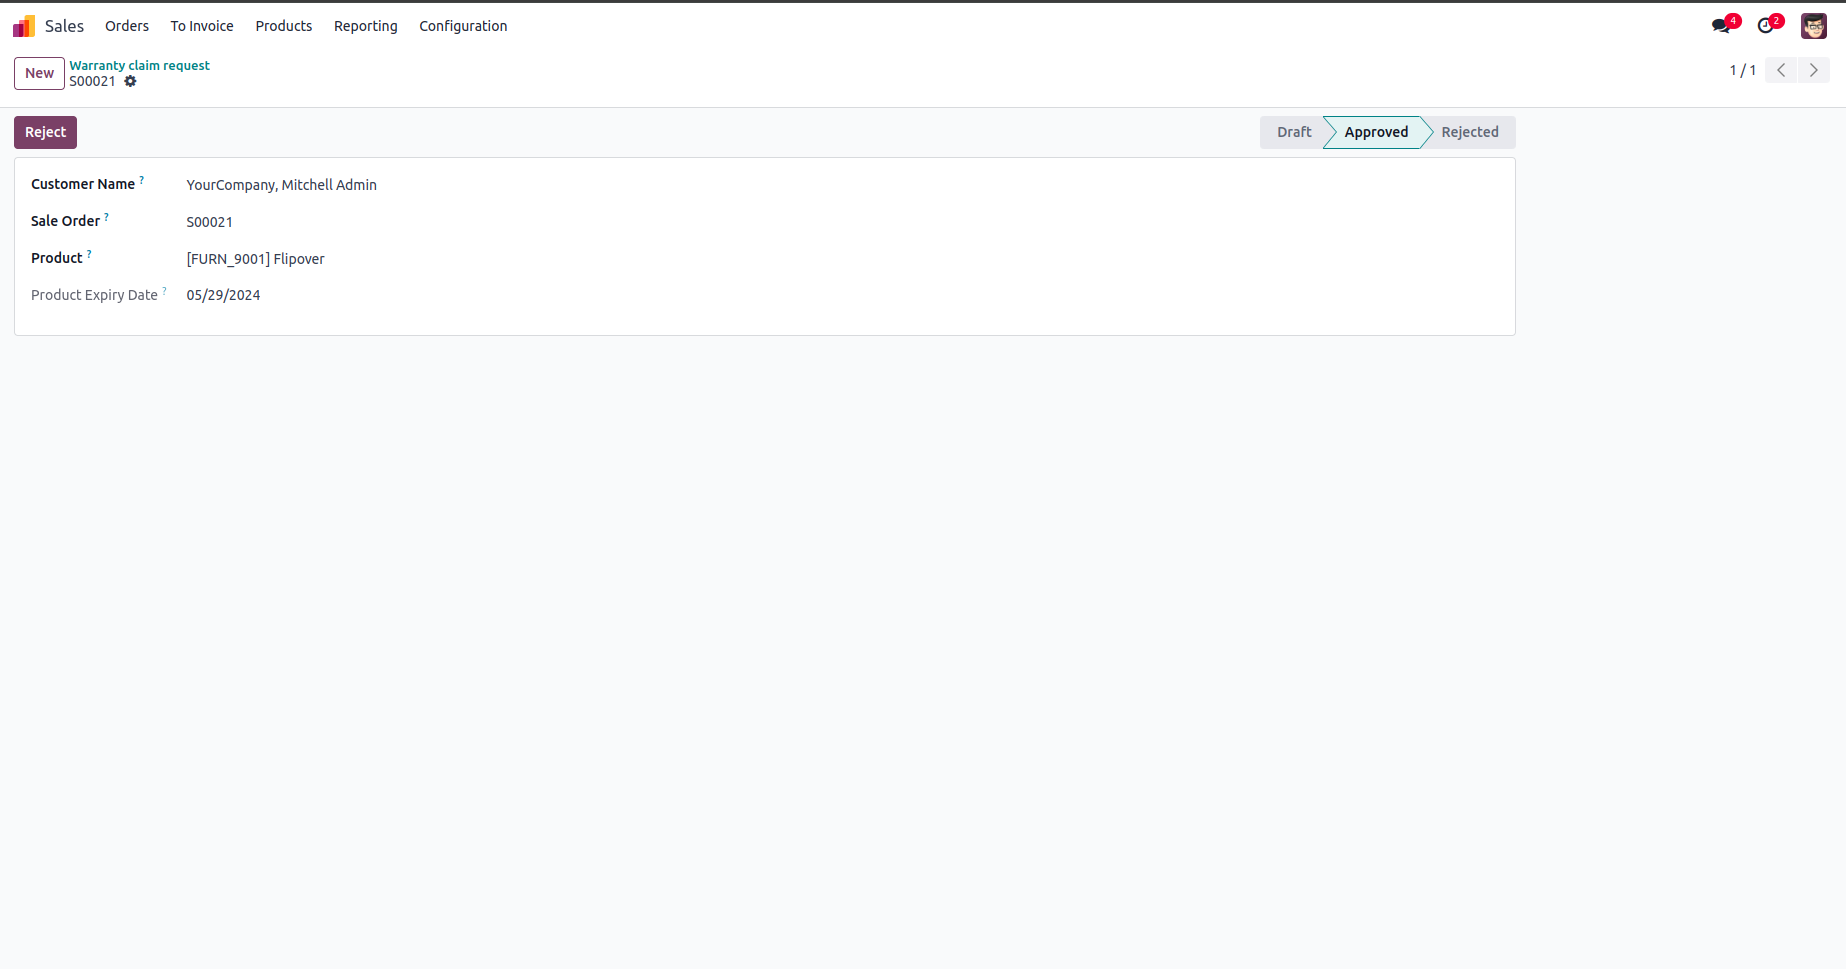 Sales Orders To Invoice Products Reporting Configuration 4 2
New Warranty claim request
S00021
1 / 1
Reject Draft Approved Rejected
Customer Name ? YourCompany, Mitchell Admin
Sale Order ? S00021
Product ? [FURN_9001] Flipover
Product Expiry Date ? 05/29/2024